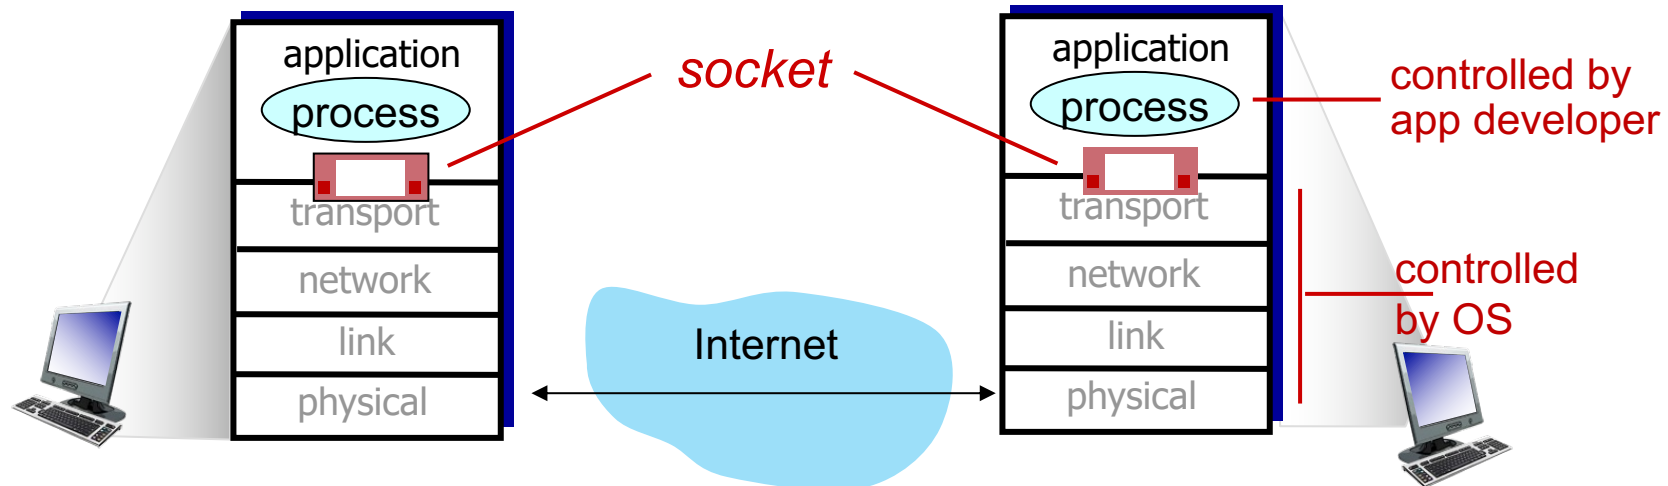 application
process
transport
network
link
physical
socket
Internet
application
process
transport
network
link
physical
controlled by
app developer
controlled
by OS